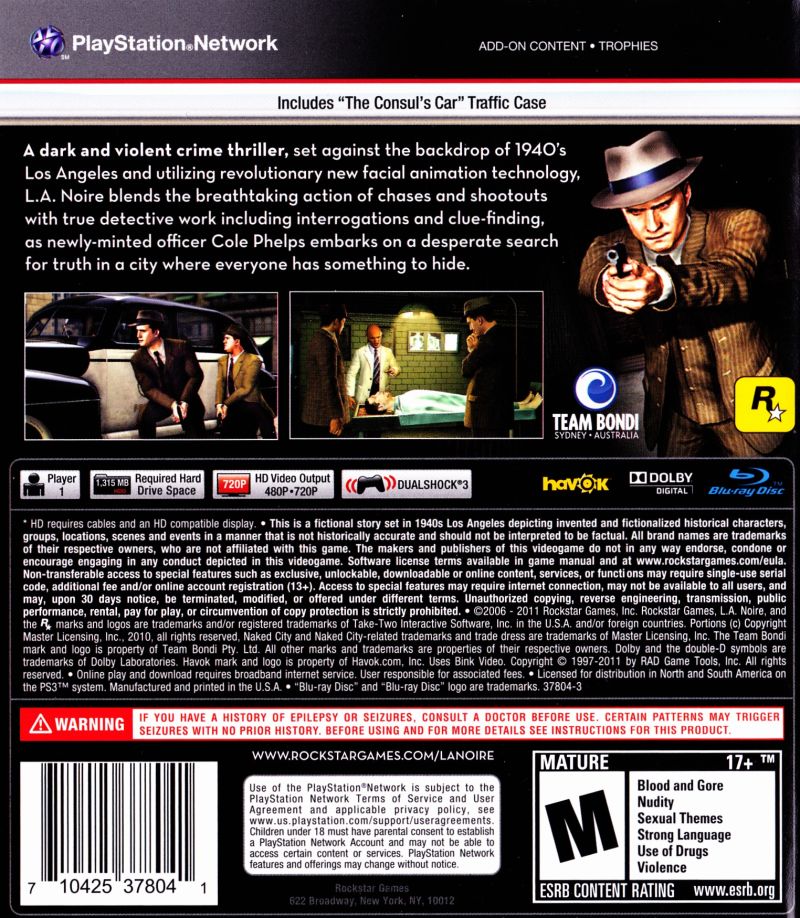 PlayStation®Network
SM
ADD-ON CONTENT • TROPHIES
Includes “The Consul’s Car” Traffic Case
A dark and violent crime thriller, set against the backdrop of 1940’s
Los Angeles and utilizing revolutionary new facial animation technology,
L.A. Noire blends the breathtaking action of chases and shootouts
with true detective work including interrogations and clue-finding,
as newly-minted officer Cole Phelps embarks on a desperate search
for truth in a city where everyone has something to hide.
TEAM BONDI
SYDNEY • AUSTRALIA
R
Player
1
1,315 MB
HDD
Required Hard
Drive Space
720P
HD Video Output
480P•720P
DUALSHOCK®3
havok
DOLBY
DIGITAL
Blu-ray Disc™
* HD requires cables and an HD compatible display. • This is a fictional story set in 1940s Los Angeles depicting invented and fictionalized historical characters,
groups, locations, scenes and events in a manner that is not historically accurate and should not be interpreted to be factual. All brand names are trademarks
of their respective owners, who are not affiliated with this game. The makers and publishers of this videogame do not in any way endorse, condone or
encourage engaging in any conduct depicted in this videogame. Software license terms available in game manual and at www.rockstargames.com/eula.
Non-transferable access to special features such as exclusive, unlockable, downloadable or online content, services, or functions may require single-use serial
code, additional fee and/or online account registration (13+). Access to special features may require internet connection, may not be available to all users, and
may, upon 30 days notice, be terminated, modified, or offered under different terms. Unauthorized copying, reverse engineering, transmission, public
performance, rental, pay for play, or circumvention of copy protection is strictly prohibited. • ©2006 - 2011 Rockstar Games, Inc. Rockstar Games, L.A. Noire, and
the R* marks and logos are trademarks and/or registered trademarks of Take-Two Interactive Software, Inc. in the U.S.A. and/or foreign countries. Portions (c) Copyright
Master Licensing, Inc., 2010, all rights reserved, Naked City and Naked City-related trademarks and trade dress are trademarks of Master Licensing, Inc. The Team Bondi
mark and logo is property of Team Bondi Pty. Ltd. All other marks and trademarks are properties of their respective owners. Dolby and the double-D symbols are
trademarks of Dolby Laboratories. Havok mark and logo is property of Havok.com, Inc. Uses Bink Video. Copyright © 1997-2011 by RAD Game Tools, Inc. All rights
reserved. • Online play and download requires broadband internet service. User responsible for associated fees. • Licensed for distribution in North and South America on
the PS3™ system. Manufactured and printed in the U.S.A. • “Blu-ray Disc” and “Blu-ray Disc” logo are trademarks. 37804-3
WARNING
IF YOU HAVE A HISTORY OF EPILEPSY OR SEIZURES, CONSULT A DOCTOR BEFORE USE. CERTAIN PATTERNS MAY TRIGGER
SEIZURES WITH NO PRIOR HISTORY. BEFORE USING AND FOR MORE DETAILS SEE INSTRUCTIONS FOR THIS PRODUCT.
WWW.ROCKSTARGAMES.COM/LANOIRE
Use of the PlayStation®Network is subject to the
PlayStation Network Terms of Service and User
Agreement and applicable privacy policy, see
www.us.playstation.com/support/useragreements.
Children under 18 must have parental consent to establish
a PlayStation Network Account and may not be able to
access certain content or services. PlayStation Network
features and offerings may change without notice.
Rockstar Games
622 Broadway, New York, NY, 10012
7 10425 37804 1
MATURE 17+ ™
M
Blood and Gore
Nudity
Sexual Themes
Strong Language
Use of Drugs
Violence
ESRB CONTENT RATING www.esrb.org